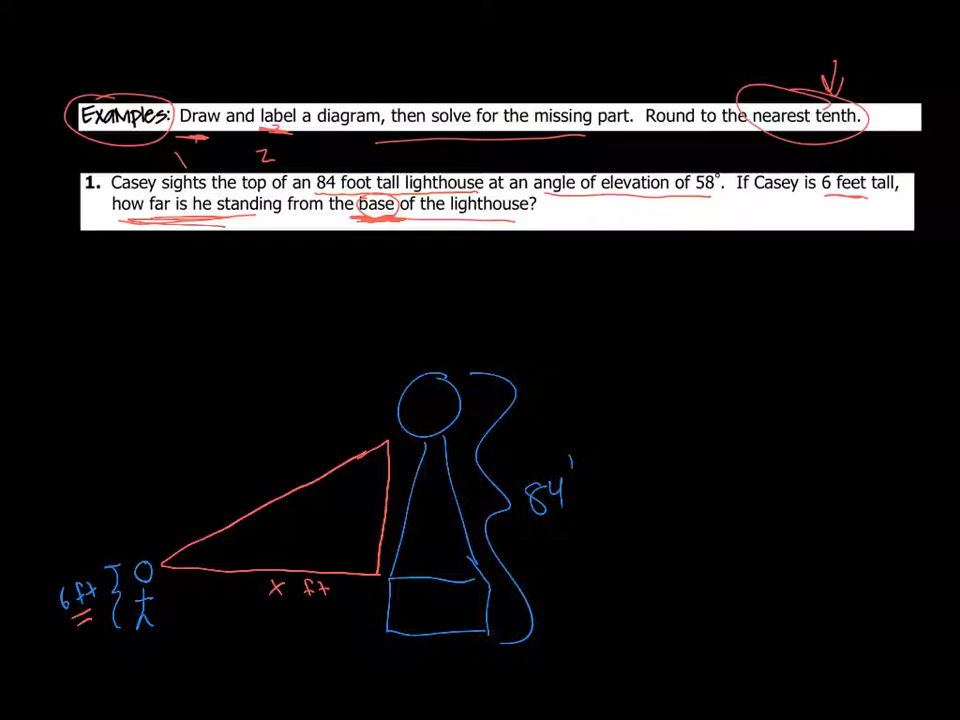 Examples: Draw and label a diagram, then solve for the missing part. Round to the nearest tenth.
1 2
1. Casey sights the top of an 84 foot tall lighthouse at an angle of elevation of 58°. If Casey is 6 feet tall,
how far is he standing from the base of the lighthouse?
84'
6 ft
x ft